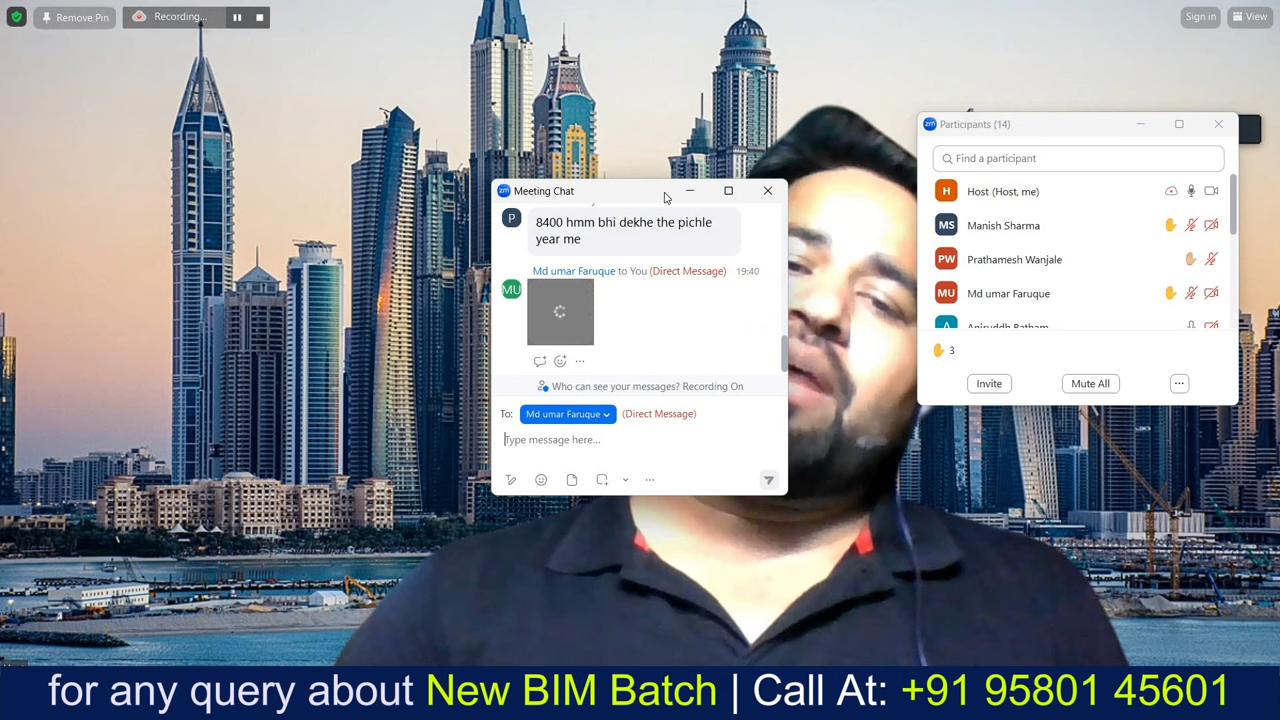 Remove Pin
Recording...
Sign in
View
zm Meeting Chat
P
8400 hmm bhi dekhe the pichle
year me
Md umar Faruque to You (Direct Message) 19:40
MU
Who can see your messages? Recording On
To: Md umar Faruque (Direct Message)
Type message here...
zm Participants (14)
Find a participant
H Host (Host, me)
MS Manish Sharma
PW Prathamesh Wanjale
MU Md umar Faruque
3
Invite
Mute All
for any query about New BIM Batch | Call At: +91 95801 45601